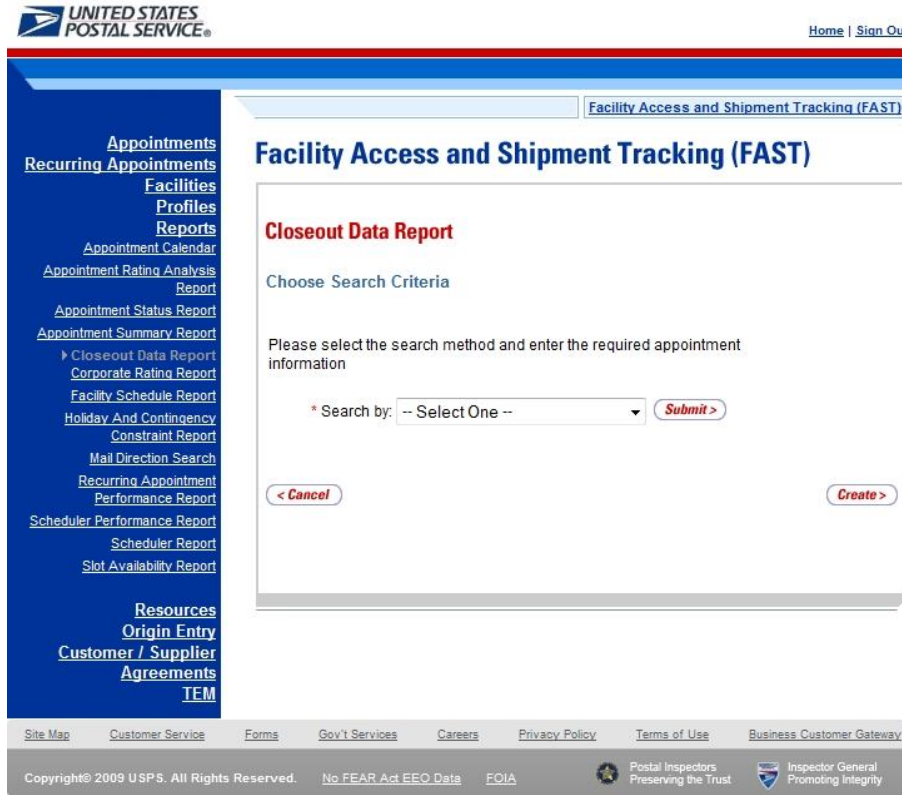 UNITED STATES
POSTAL SERVICE®
Home | Sign Ou
Facility Access and Shipment Tracking (FAST)
Appointments
Recurring Appointments
Facilities
Profiles
Reports
Appointment Calendar
Appointment Rating Analysis
Report
Appointment Status Report
Appointment Summary Report
Closeout Data Report
Corporate Rating Report
Facility Schedule Report
Holiday And Contingency
Constraint Report
Mail Direction Search
Recurring Appointment
Performance Report
Scheduler Performance Report
Scheduler Report
Slot Availability Report
Resources
Origin Entry
Customer / Supplier
Agreements
TEM
Facility Access and Shipment Tracking (FAST)
Closeout Data Report
Choose Search Criteria
Please select the search method and enter the required appointment
information
* Search by: -- Select One -- Submit >
< Cancel Create >
Site Map Customer Service Forms Gov't Services Careers Privacy Policy Terms of Use Business Customer Gateway
Copyright© 2009 USPS. All Rights Reserved. No FEAR Act EEO Data FOIA
Postal Inspectors
Preserving the Trust
Inspector General
Promoting Integrity